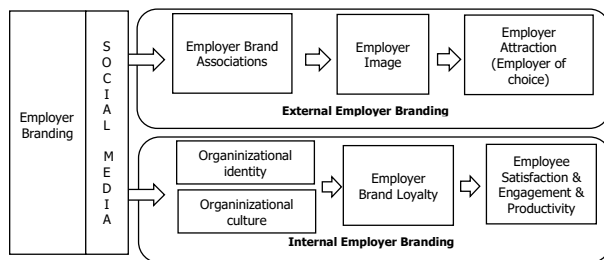 Employer
Branding
S
O
C
I
A
L
M
E
D
I
A
Employer Brand
Associations
Employer
Image
Employer
Attraction
(Employer of
choice)
External Employer Branding
Organinizational
identity
Organinizational
culture
Employer
Brand Loyalty
Employee
Satisfaction &
Engagement &
Productivity
Internal Employer Branding